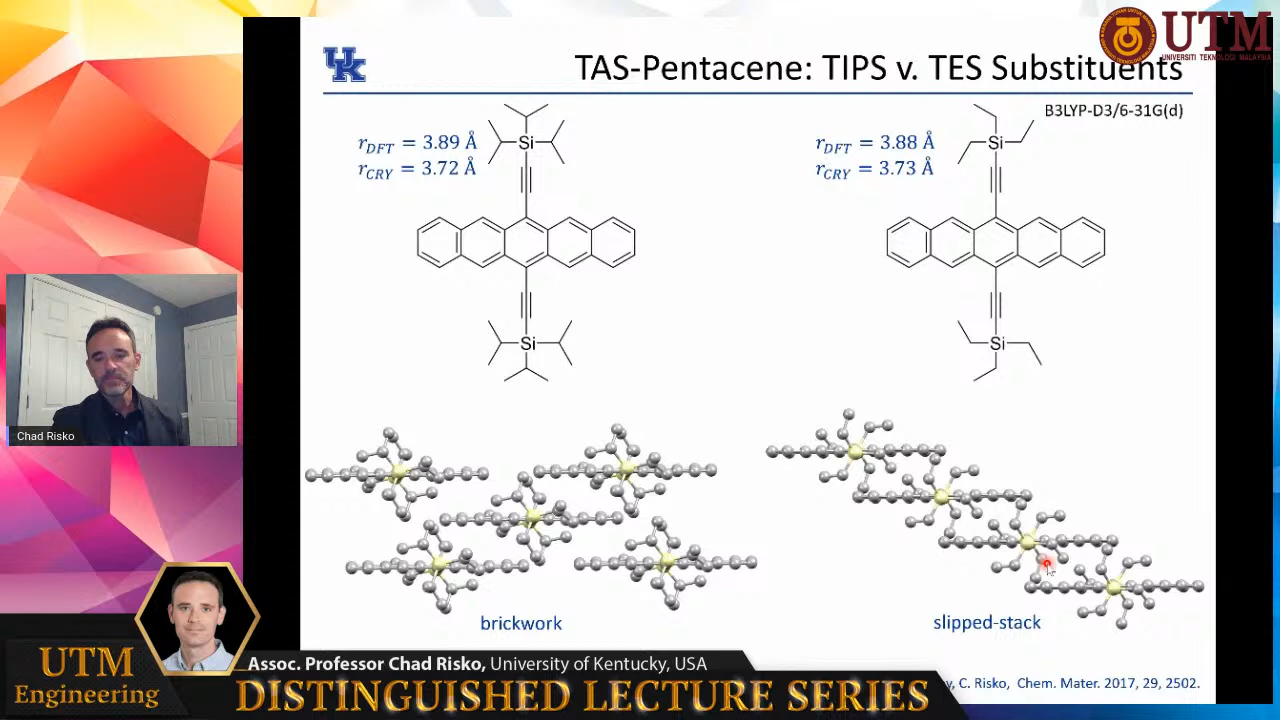 UK
TAS-Pentacene: TIPS v. TES Substituents
UTM
UNIVERSITI TEKNOLOGI MALAYSIA
B3LYP-D3/6-31G(d)
r_DFT = 3.89 Å
r_CRY = 3.72 Å
Si
Si
r_DFT = 3.88 Å
r_CRY = 3.73 Å
Si
Si
Chad Risko
brickwork
slipped-stack
UTM
Engineering
Assoc. Professor Chad Risko, University of Kentucky, USA
DISTINGUISHED LECTURE SERIES
y, C. Risko, Chem. Mater. 2017, 29, 2502.